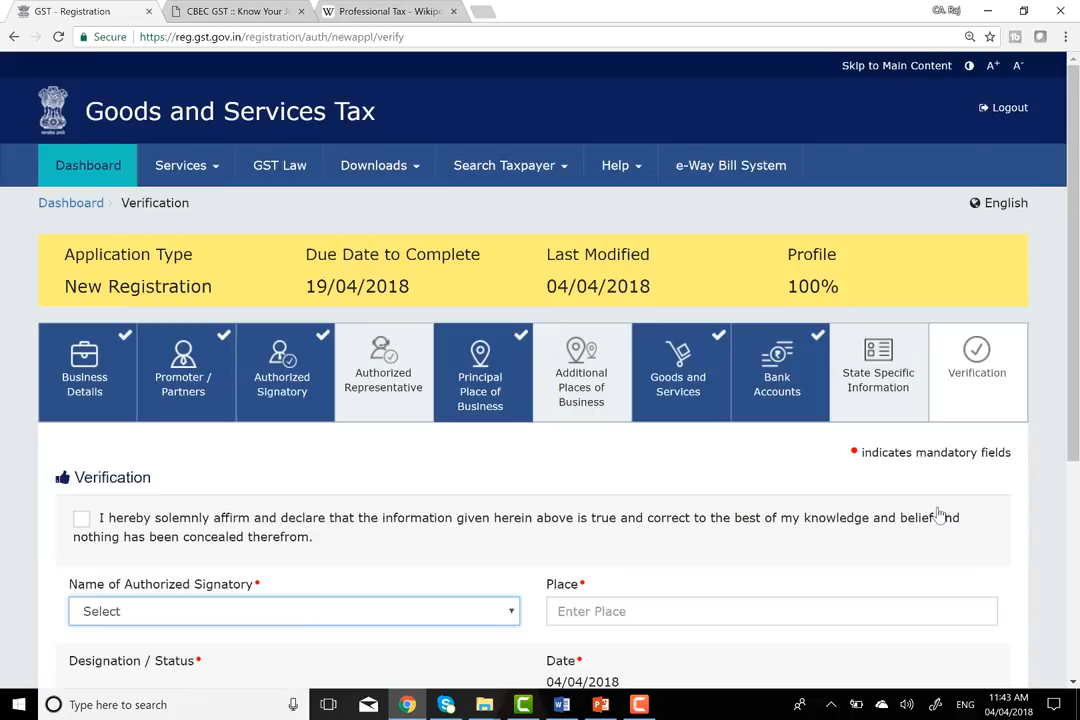 GST - Registration
CBEC GST :: Know Your J
Professional Tax - Wikipe
CA. Raj
Secure
https://reg.gst.gov.in/registration/auth/newappl/verify
Skip to Main Content
A+
A-
Goods and Services Tax
Logout
Dashboard
Services
GST Law
Downloads
Search Taxpayer
Help
e-Way Bill System
Dashboard
Verification
English
Application Type
Due Date to Complete
Last Modified
Profile
New Registration
19/04/2018
04/04/2018
100%
Business
Details
Promoter /
Partners
Authorized
Signatory
Authorized
Representative
Principal
Place of
Business
Additional
Places of
Business
Goods and
Services
Bank
Accounts
State Specific
Information
Verification
• indicates mandatory fields
Verification
I hereby solemnly affirm and declare that the information given herein above is true and correct to the best of my knowledge and belief and
nothing has been concealed therefrom.
Name of Authorized Signatory•
Place•
Select
Enter Place
Designation / Status•
Date•
04/04/2018
Type here to search
ENG
11:43 AM
04/04/2018